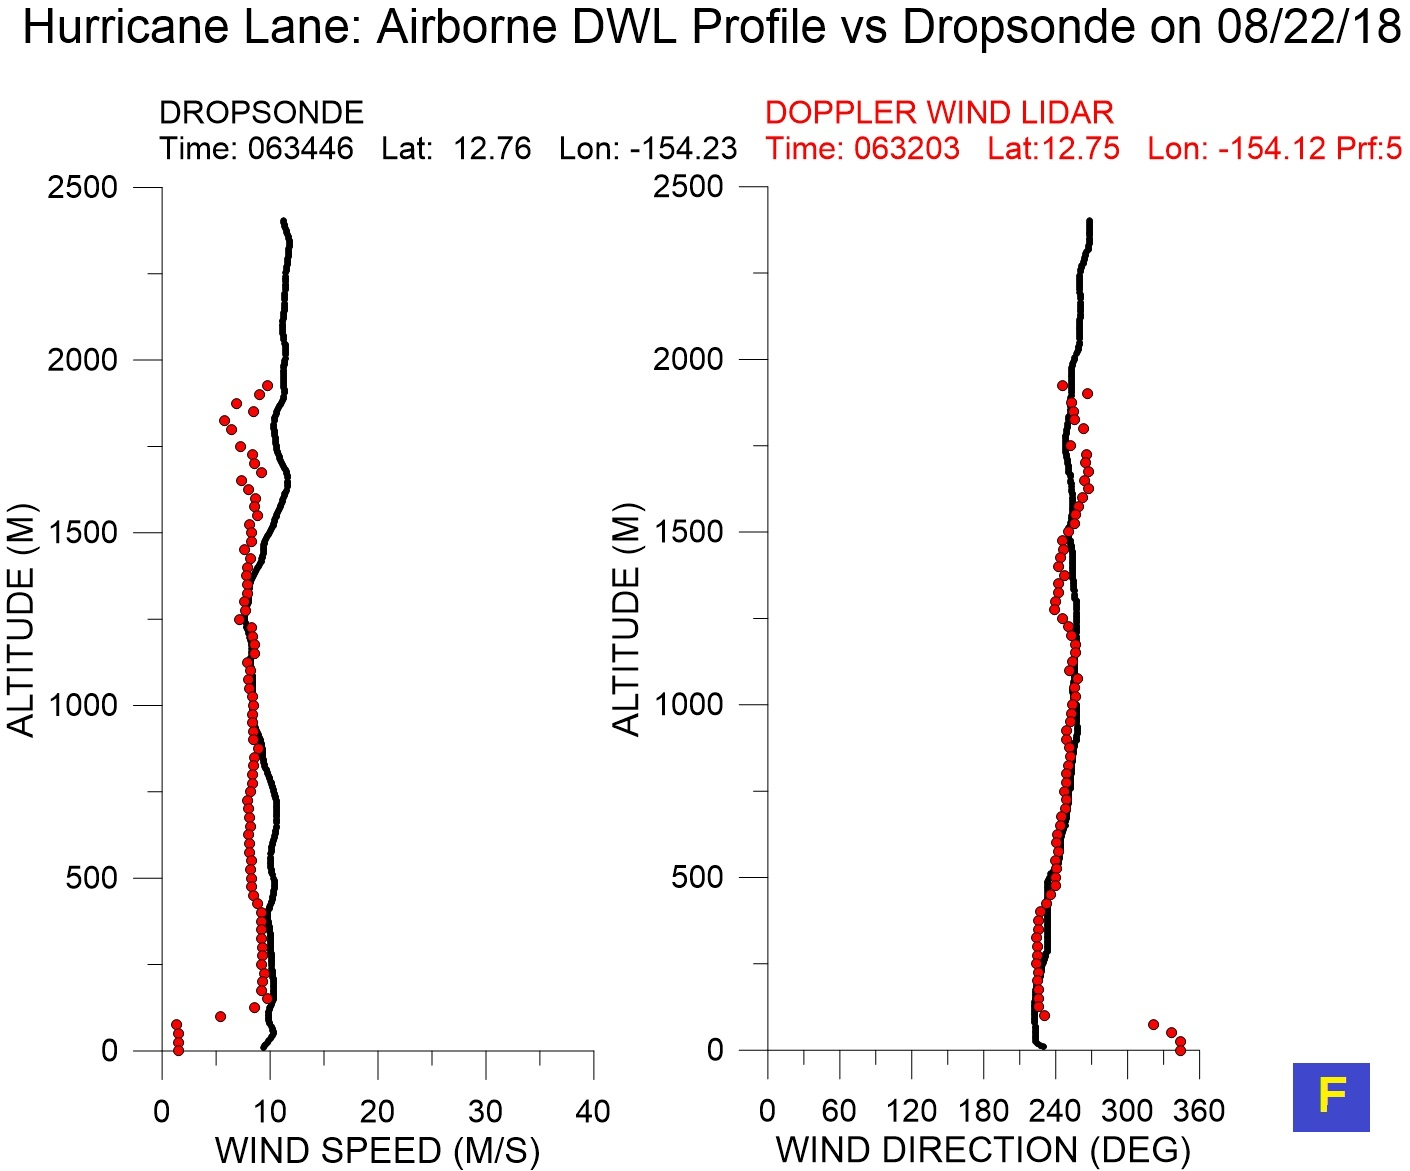 Hurricane Lane: Airborne DWL Profile vs Dropsonde on 08/22/18
DROPSONDE
Time: 063446 Lat: 12.76 Lon: -154.23
DOPPLER WIND LIDAR
Time: 063203 Lat:12.75 Lon: -154.12 Prf:5
2500
2000
1500
1000
500
0
ALTITUDE (M)
0 10 20 30 40
WIND SPEED (M/S)
2500
2000
1500
1000
500
0
ALTITUDE (M)
0 60 120 180 240 300 360
WIND DIRECTION (DEG)
F